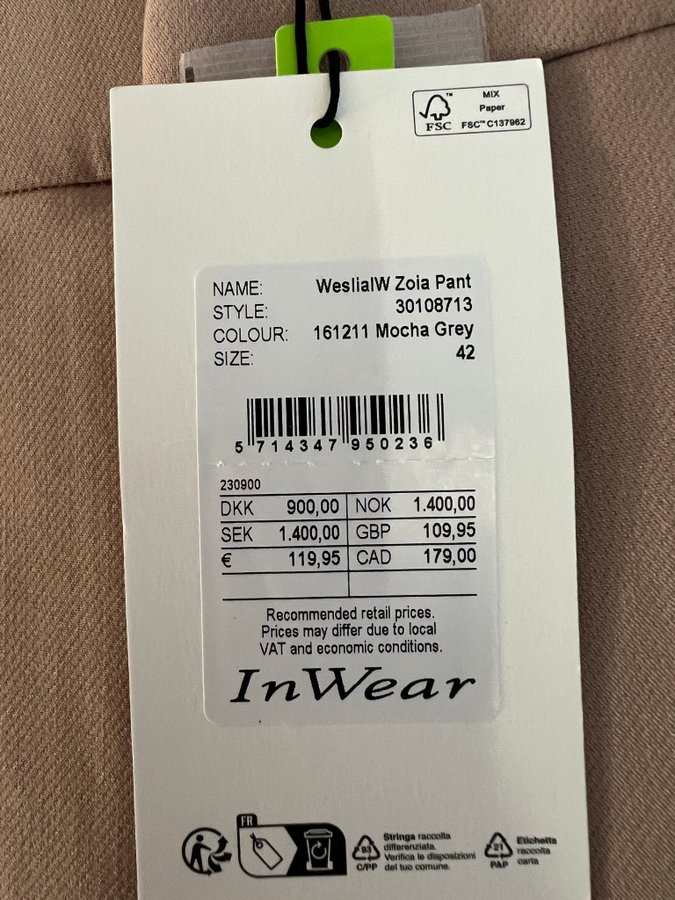 MIX
Paper
FSC™ C137962
FSC
NAME: WesliaIW Zoia Pant
STYLE: 30108713
COLOUR: 161211 Mocha Grey
SIZE: 42
5 714347 950236
230900
DKK 900,00 NOK 1.400,00
SEK 1.400,00 GBP 109,95
€ 119,95 CAD 179,00
Recommended retail prices.
Prices may differ due to local
VAT and economic conditions.
InWear
FR
93
C/PP
Stringa raccolta
differenziata.
Verifica le disposizioni
del tuo comune.
21
PAP
Etichetta
raccolta
carta